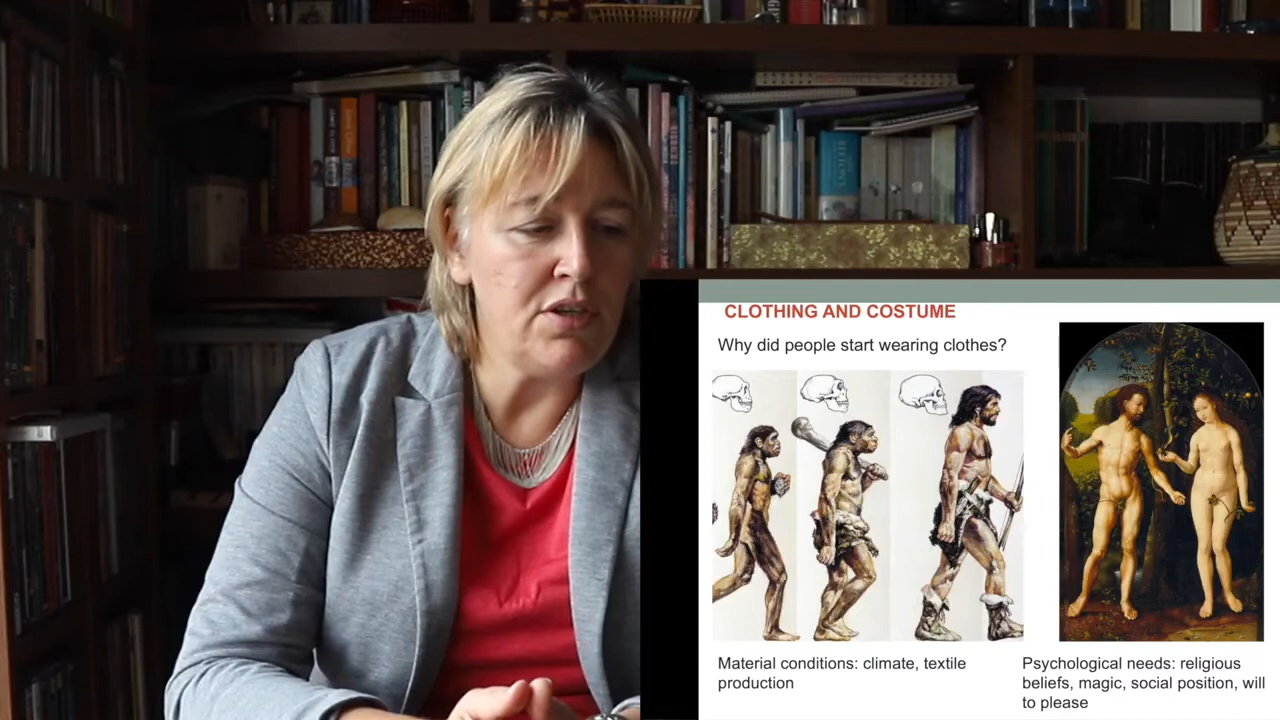 CLOTHING AND COSTUME
Why did people start wearing clothes?
Material conditions: climate, textile
production
Psychological needs: religious
beliefs, magic, social position, will
to please